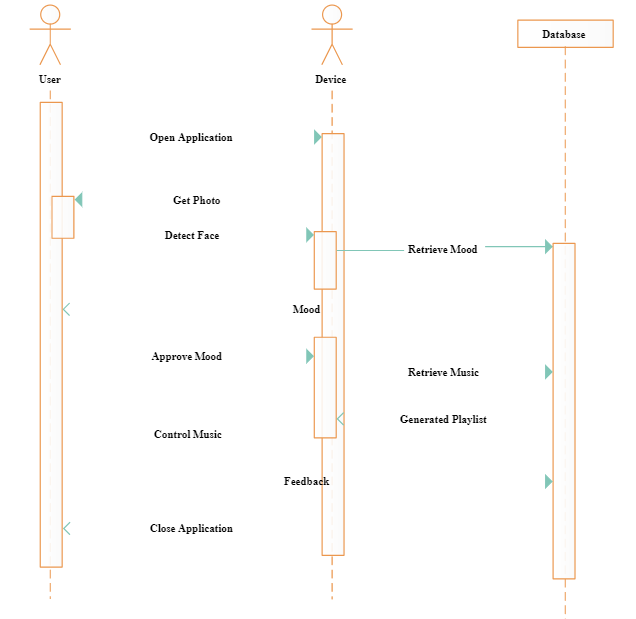 User
Device
Database
Open Application
Get Photo
Detect Face
Retrieve Mood
Mood
Approve Mood
Retrieve Music
Generated Playlist
Control Music
Feedback
Close Application